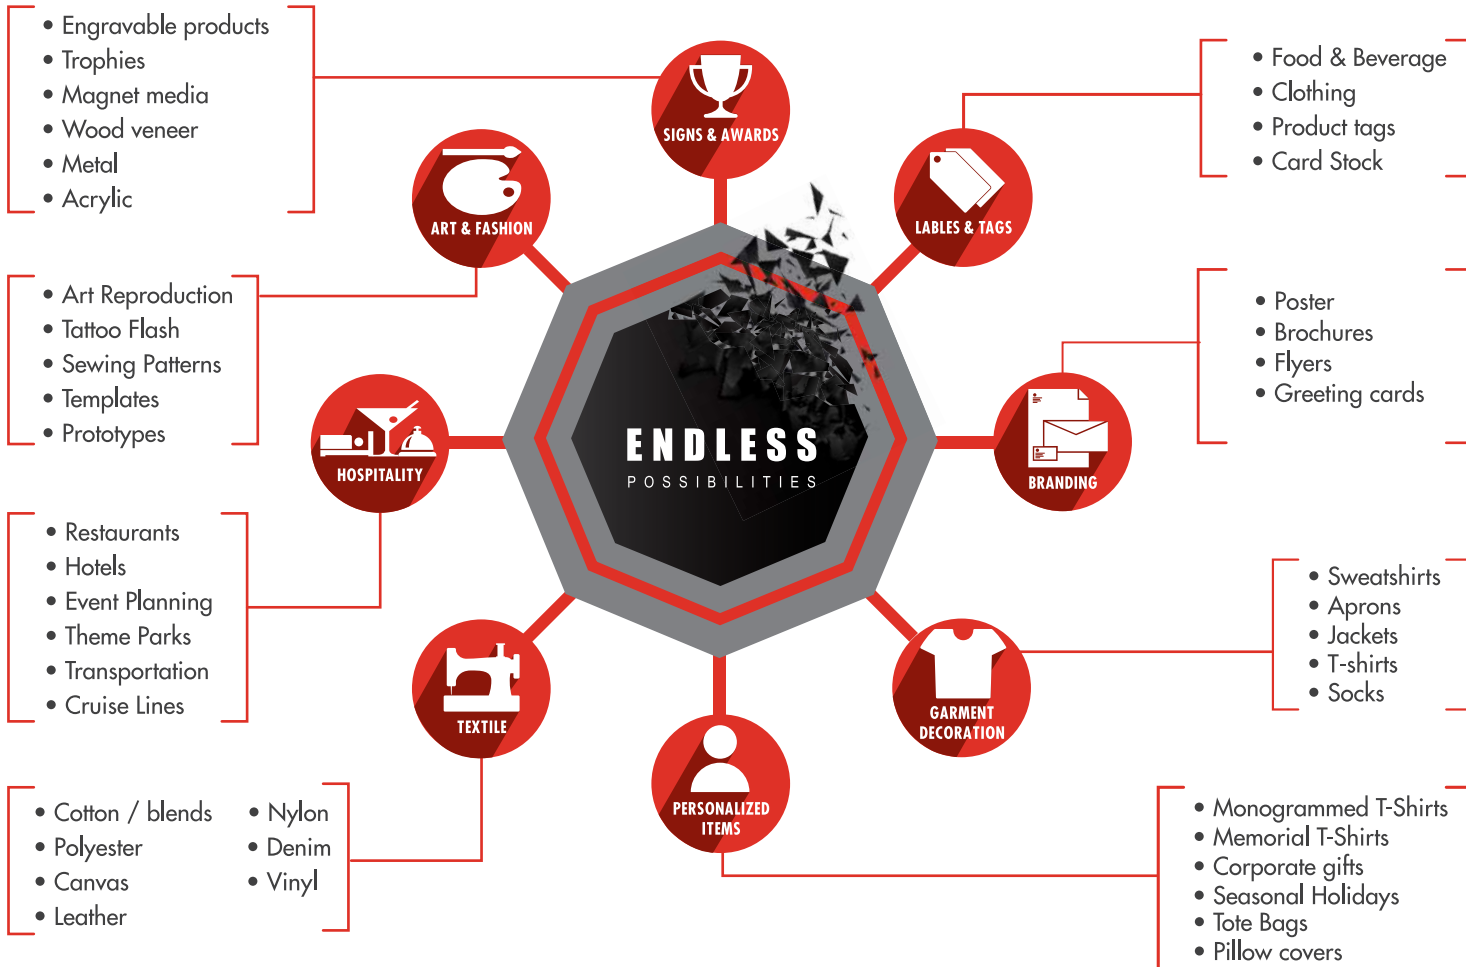 • Engravable products
• Trophies
• Magnet media
• Wood veneer
• Metal
• Acrylic
SIGNS & AWARDS
• Food & Beverage
• Clothing
• Product tags
• Card Stock
LABLES & TAGS
ART & FASHION
• Art Reproduction
• Tattoo Flash
• Sewing Patterns
• Templates
• Prototypes
• Poster
• Brochures
• Flyers
• Greeting cards
BRANDING
HOSPITALITY
ENDLESS
POSSIBILITIES
• Restaurants
• Hotels
• Event Planning
• Theme Parks
• Transportation
• Cruise Lines
• Sweatshirts
• Aprons
• Jackets
• T-shirts
• Socks
GARMENT
DECORATION
TEXTILE
• Cotton / blends
• Polyester
• Canvas
• Leather
• Nylon
• Denim
• Vinyl
PERSONALIZED
ITEMS
• Monogrammed T-Shirts
• Memorial T-Shirts
• Corporate gifts
• Seasonal Holidays
• Tote Bags
• Pillow covers